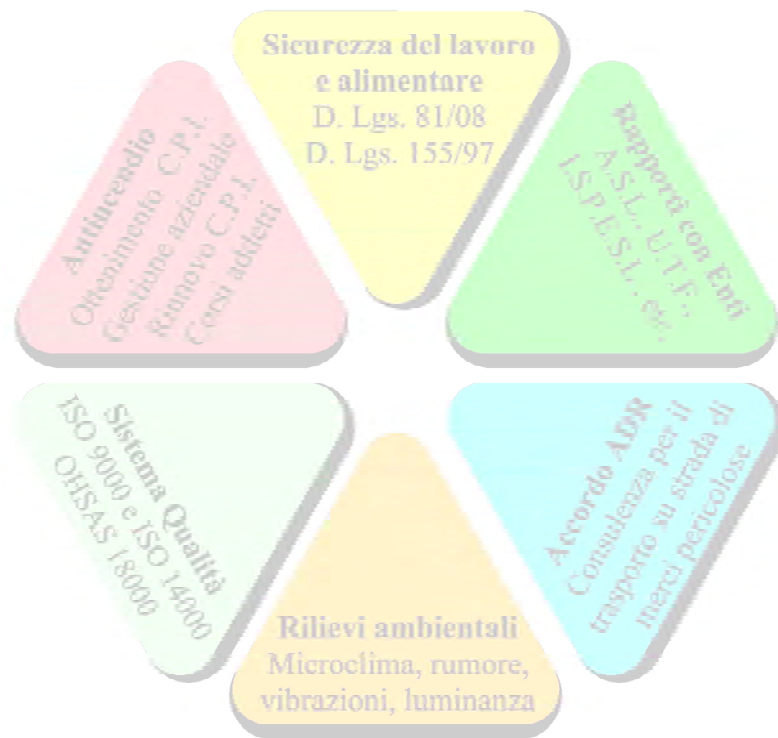 Sicurezza del lavoro
e alimentare
D. Lgs. 81/08
D. Lgs. 155/97
Rapporti con Enti
A.S.L., U.T.F.,
I.S.P.E.S.L., etc.
Accordo ADR
Consulenza per il
trasporto su strada di
merci pericolose
Rilievi ambientali
Microclima, rumore,
vibrazioni, luminanza
Sistema Qualità
ISO 9000 e ISO 14000
OHSAS 18000
Antincendio
Ottenimento C.P.I.
Gestione aziendale
Rinnovo C.P.I.
Corsi addetti